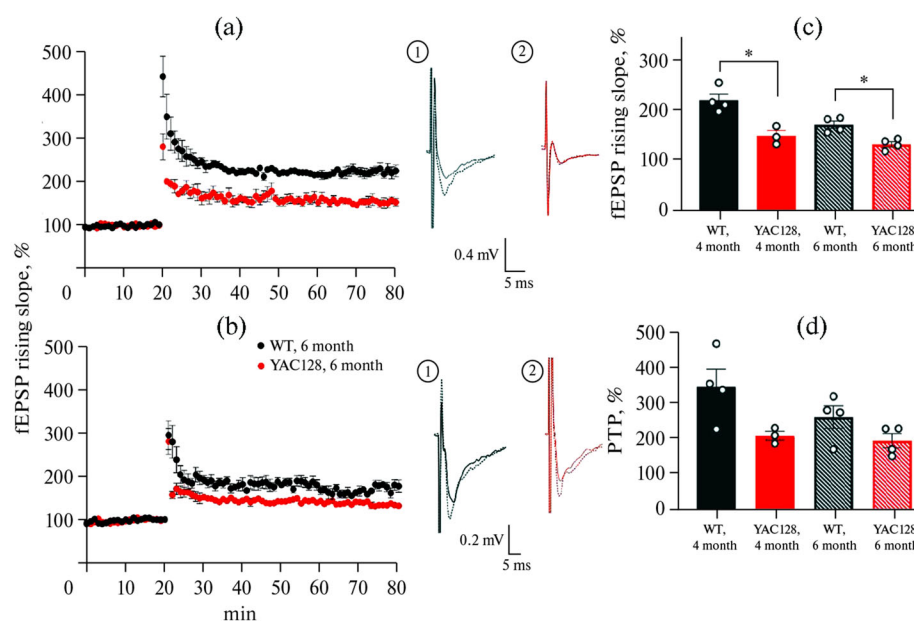 (a)
fEPSP rising slope, %
500
400
300
200
100
0 10 20 30 40 50 60 70 80
1
2
0.4 mV
5 ms
(c)
fEPSP rising slope, %
300
200
100
0
*
*
WT, 4 month
YAC128, 4 month
WT, 6 month
YAC128 6 month
(b)
WT, 6 month
YAC128, 6 month
400
300
200
100
0 10 20 30 40 50 60 70 80
min
1
2
0.2 mV
5 ms
(d)
PTP, %
500
400
300
200
100
0
WT, 4 month
YAC128, 4 month
WT, 6 month
YAC128 6 month